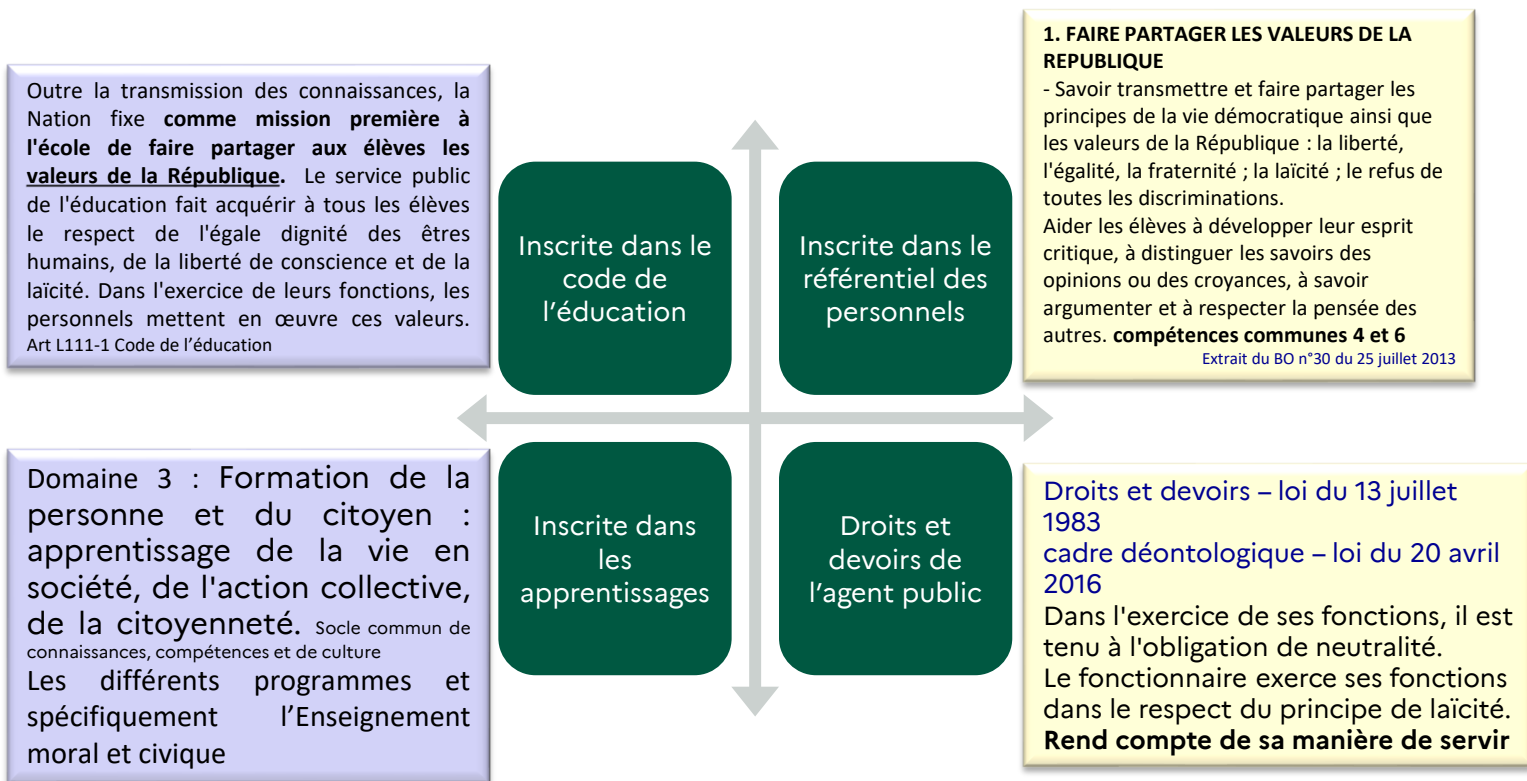 Outre la transmission des connaissances, la
Nation fixe comme mission première à
l'école de faire partager aux élèves les
valeurs de la République. Le service public
de l'éducation fait acquérir à tous les élèves
le respect de l'égale dignité des êtres
humains, de la liberté de conscience et de la
laïcité. Dans l'exercice de leurs fonctions, les
personnels mettent en œuvre ces valeurs.
Art L111-1 Code de l'éducation
Inscrite dans le
code de
l'éducation
Inscrite dans le
référentiel des
personnels
1. FAIRE PARTAGER LES VALEURS DE LA
REPUBLIQUE
- Savoir transmettre et faire partager les
principes de la vie démocratique ainsi que
les valeurs de la République : la liberté,
l'égalité, la fraternité ; la laïcité ; le refus de
toutes les discriminations.
Aider les élèves à développer leur esprit
critique, à distinguer les savoirs des
opinions ou des croyances, à savoir
argumenter et à respecter la pensée des
autres. compétences communes 4 et 6
Extrait du BO n°30 du 25 juillet 2013
Domaine 3 : Formation de la
personne et du citoyen :
apprentissage de la vie en
société, de l'action collective,
de la citoyenneté. Socle commun de
connaissances, compétences et de culture
Les différents programmes et
spécifiquement l'Enseignement
moral et civique
Inscrite dans
les
apprentissages
Droits et
devoirs de
l'agent public
Droits et devoirs – loi du 13 juillet
1983
cadre déontologique – loi du 20 avril
2016
Dans l'exercice de ses fonctions, il est
tenu à l'obligation de neutralité.
Le fonctionnaire exerce ses fonctions
dans le respect du principe de laïcité.
Rend compte de sa manière de servir